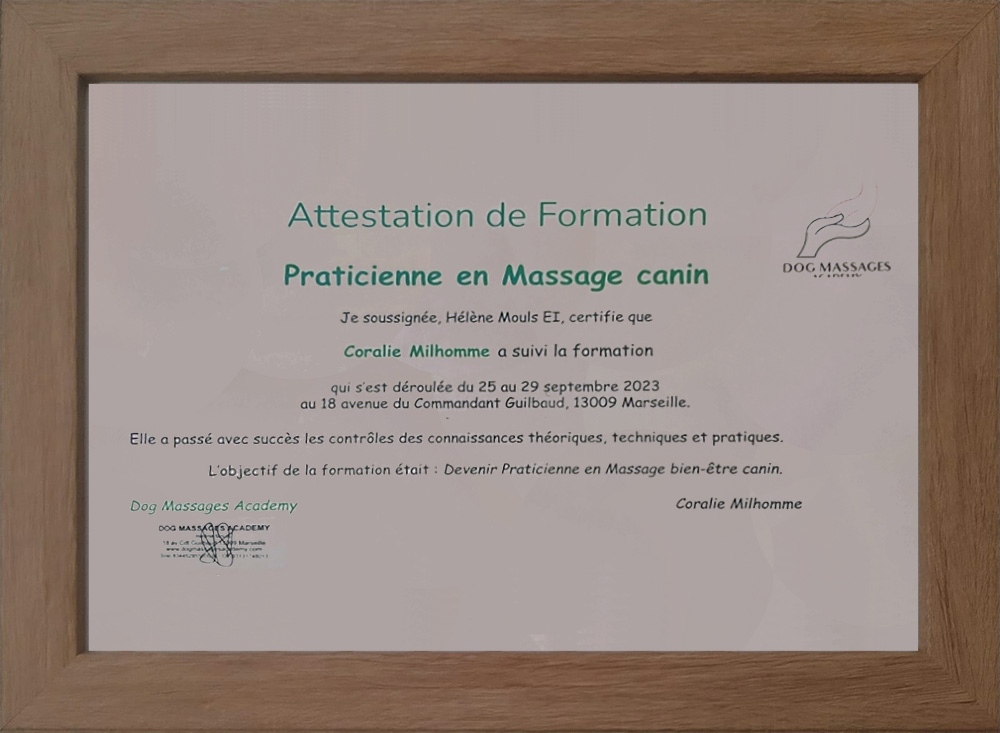 Attestation de Formation
Praticienne en Massage canin
DOG MASSAGES
ACADEMY
Je soussignée, Hélène Mouls EI, certifie que
Coralie Milhomme a suivi la formation
qui s'est déroulée du 25 au 29 septembre 2023
au 18 avenue du Commandant Guilbaud, 13009 Marseille.
Elle a passé avec succès les contrôles des connaissances théoriques, techniques et pratiques.
L'objectif de la formation était : Devenir Praticienne en Massage bien-être canin.
Dog Massages Academy
Coralie Milhomme
DOG MASSAGES ACADEMY
Marseille